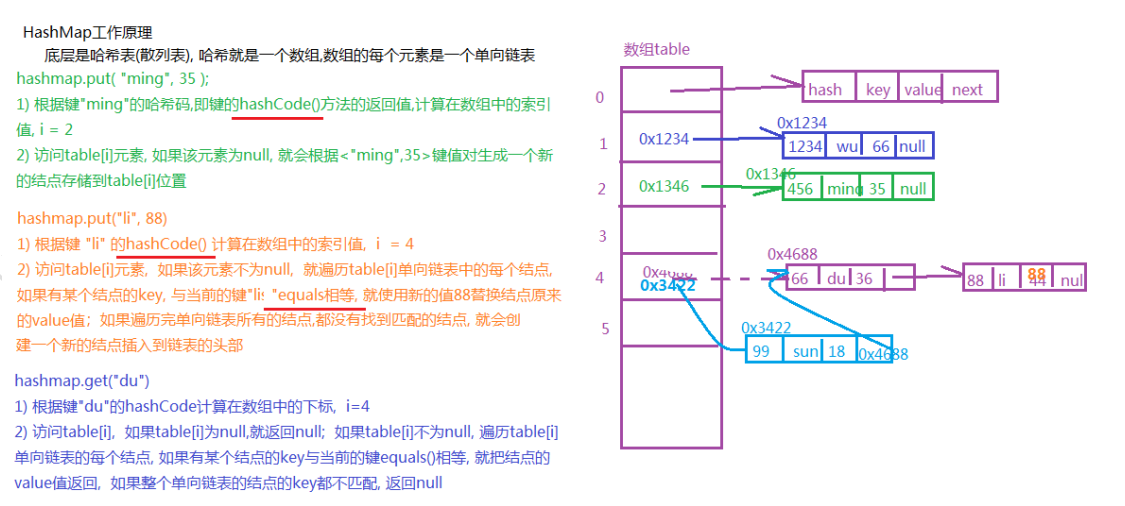 HashMap工作原理
底层是哈希表(散列表), 哈希就是一个数组,数组的每个元素是一个单向链表
hashmap.put( "ming", 35 );
1) 根据键"ming"的哈希码,即键的hashCode()方法的返回值,计算在数组中的索引
值, i = 2
2) 访问table[i]元素, 如果该元素为null, 就会根据<"ming",35>键值对生成一个新
的结点存储到table[i]位置
hashmap.put("li", 88)
1) 根据键 "li" 的hashCode() 计算在数组中的索引值, i = 4
2) 访问table[i]元素, 如果该元素不为null, 就遍历table[i]单向链表中的每个结点,
如果有某个结点的key, 与当前的键"li "equals相等, 就使用新的值88替换结点原来
的value值；如果遍历完单向链表所有的结点,都没有找到匹配的结点, 就会创
建一个新的结点插入到链表的头部
hashmap.get("du")
1) 根据键"du"的hashCode计算在数组中的下标, i=4
2) 访问table[i], 如果table[i]为null,就返回null; 如果table[i]不为null, 遍历table[i]
单向链表的每个结点, 如果有某个结点的key与当前的键equals()相等, 就把结点的
value值返回, 如果整个单向链表的结点的key都不匹配, 返回null
数组table
0
hash key value next
0x1234
1 0x1234
1234 wu 66 null
0x1346
2 0x1346
456 ming 35 null
3
0x4688
4 0x4688
66 du 36
88 li 44 nul
88
0x3422
5
0x3422
99 sun 18 0x4688